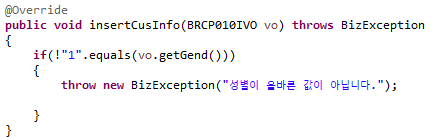 @Override
public void insertCusInfo(BRCP010IVO vo) throws BizException
{
if(!"1".equals(vo.getGend()))
{
throw new BizException("성별이 올바른 값이 아닙니다.");
}
}